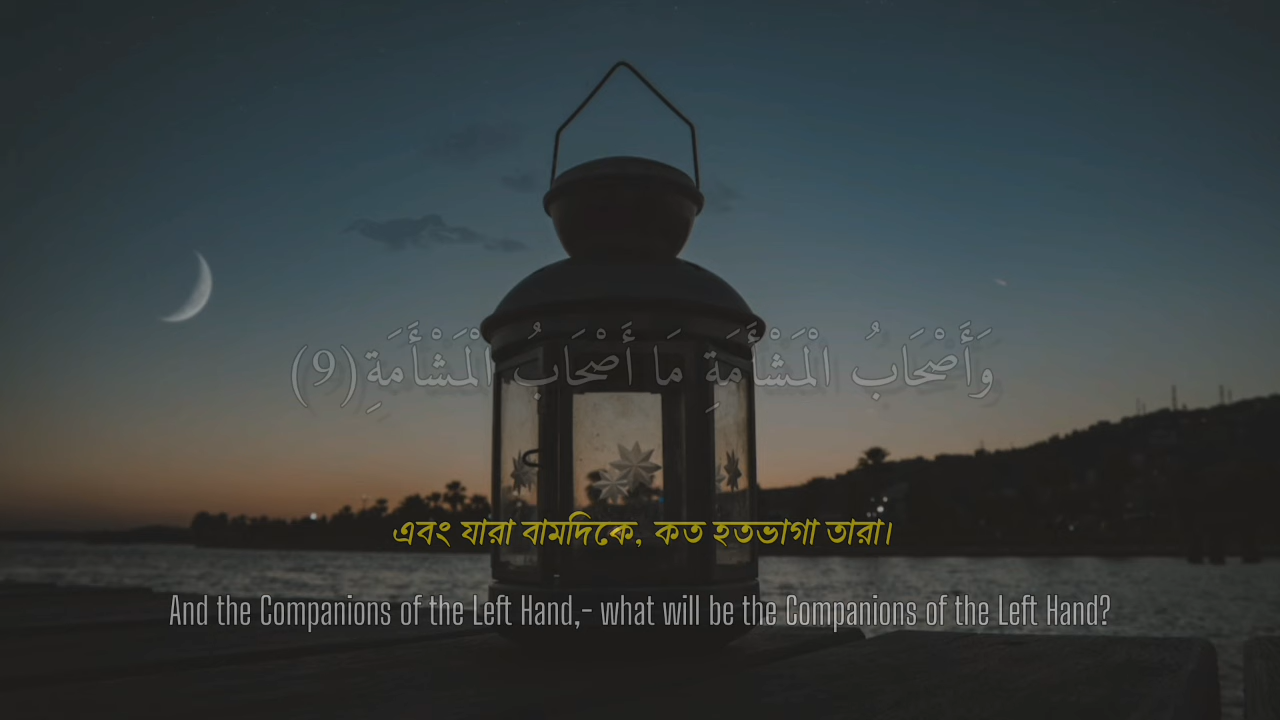 وَأَصْحَابُ الْمَشْأَمَةِ مَا أَصْحَابُ الْمَشْأَمَةِ (9)
এবং যারা বামদিকে, কত হতভাগা তারা।
And the Companions of the Left Hand,- what will be the Companions of the Left Hand?